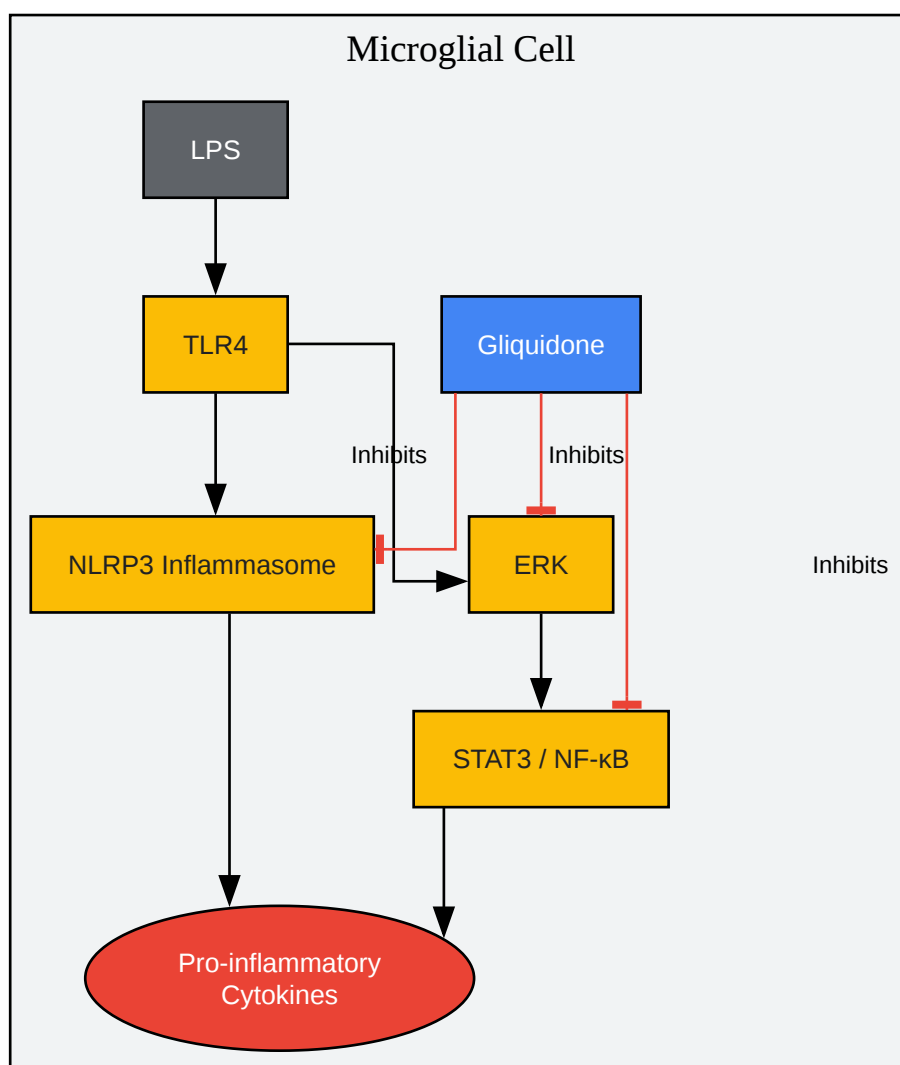 Microglial Cell
LPS
TLR4
Gliquidone
Inhibits
Inhibits
NLRP3 Inflammasome
ERK
Inhibits
STAT3 / NF-κB
Pro-inflammatory
Cytokines